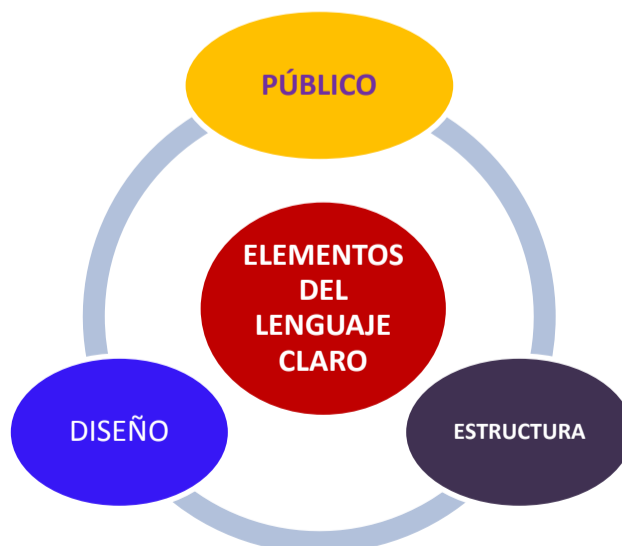 PÚBLICO
ELEMENTOS
DEL
LENGUAJE
CLARO
DISEÑO
ESTRUCTURA